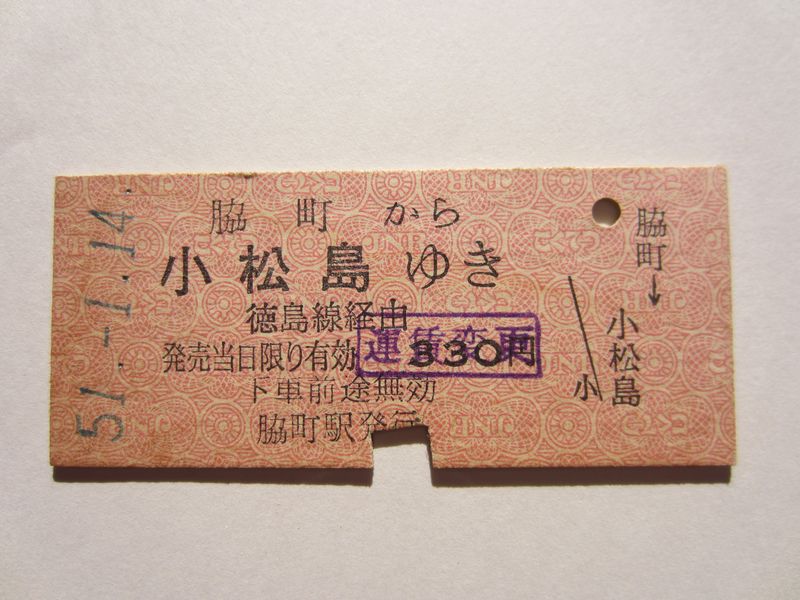 51.-1.14.
脇町から
小松島ゆき
徳島線経由
発売当日限り有効 330円
運賃変更
下車前途無効
脇町駅発行
脇町→小松島
小